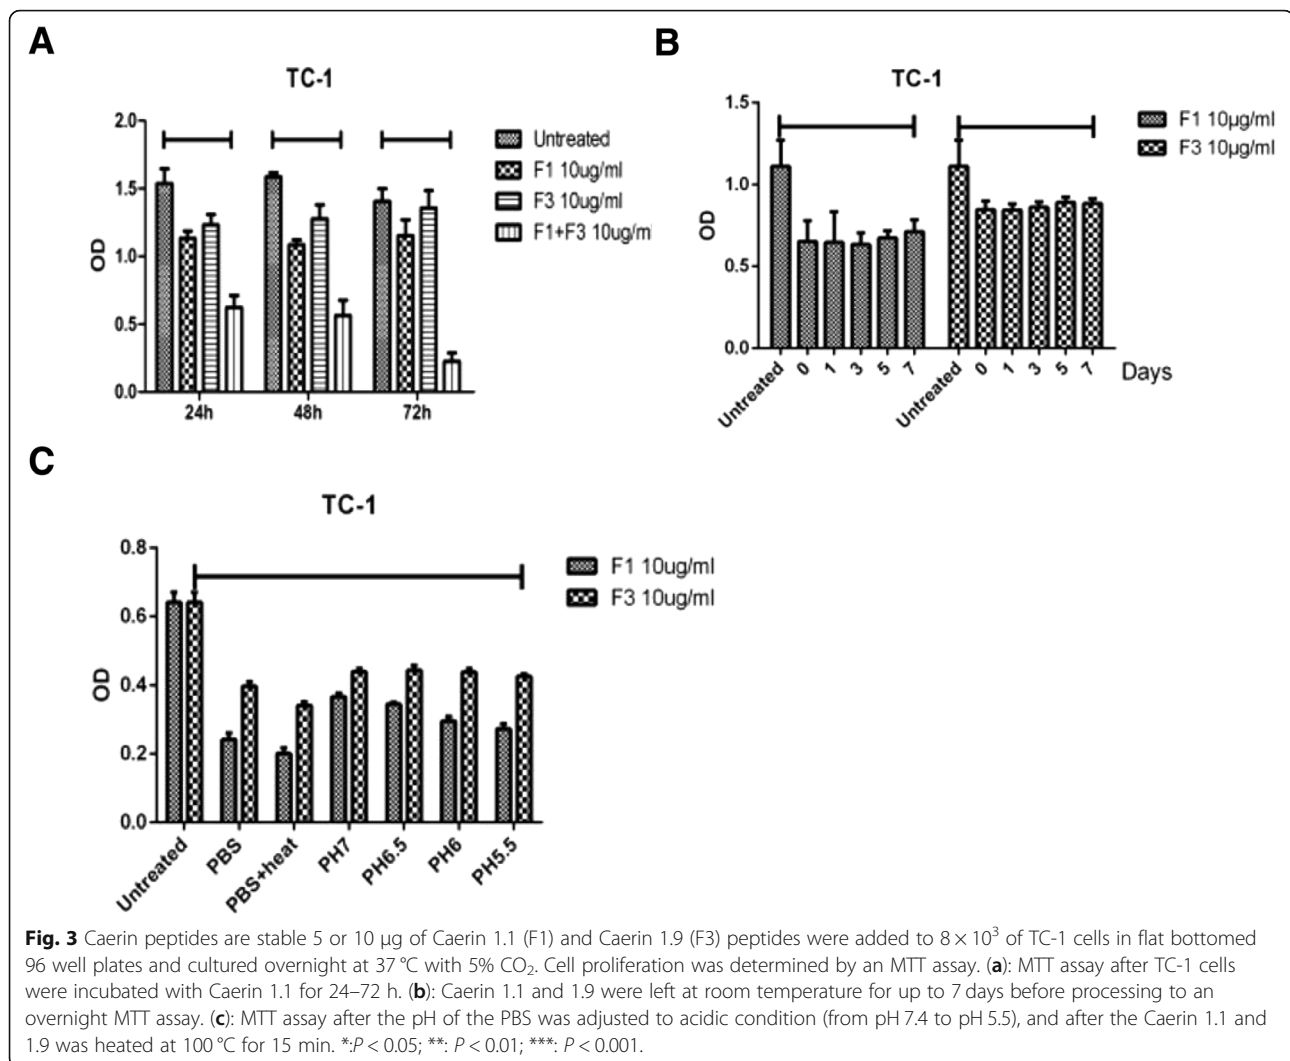 A
TC-1
OD
2.0
1.5
1.0
0.5
0.0
24h
48h
72h
Untreated
F1 10ug/ml
F3 10ug/ml
F1+F3 10ug/ml
B
TC-1
OD
1.5
1.0
0.5
0.0
Untreated 0 1 3 5 7 Untreated 0 1 3 5 7 Days
F1 10µg/ml
F3 10µg/ml
C
TC-1
OD
0.8
0.6
0.4
0.2
0.0
Untreated PBS PBS+heat PH7 PH6.5 PH6 PH5.5
F1 10ug/ml
F3 10ug/ml
Fig. 3 Caerin peptides are stable 5 or 10 μg of Caerin 1.1 (F1) and Caerin 1.9 (F3) peptides were added to 8 × 10³ of TC-1 cells in flat bottomed
96 well plates and cultured overnight at 37 °C with 5% CO₂. Cell proliferation was determined by an MTT assay. (a): MTT assay after TC-1 cells
were incubated with Caerin 1.1 for 24–72 h. (b): Caerin 1.1 and 1.9 were left at room temperature for up to 7 days before processing to an
overnight MTT assay. (c): MTT assay after the pH of the PBS was adjusted to acidic condition (from pH 7.4 to pH 5.5), and after the Caerin 1.1 and
1.9 was heated at 100 °C for 15 min. *:P < 0.05; **: P < 0.01; ***: P < 0.001.